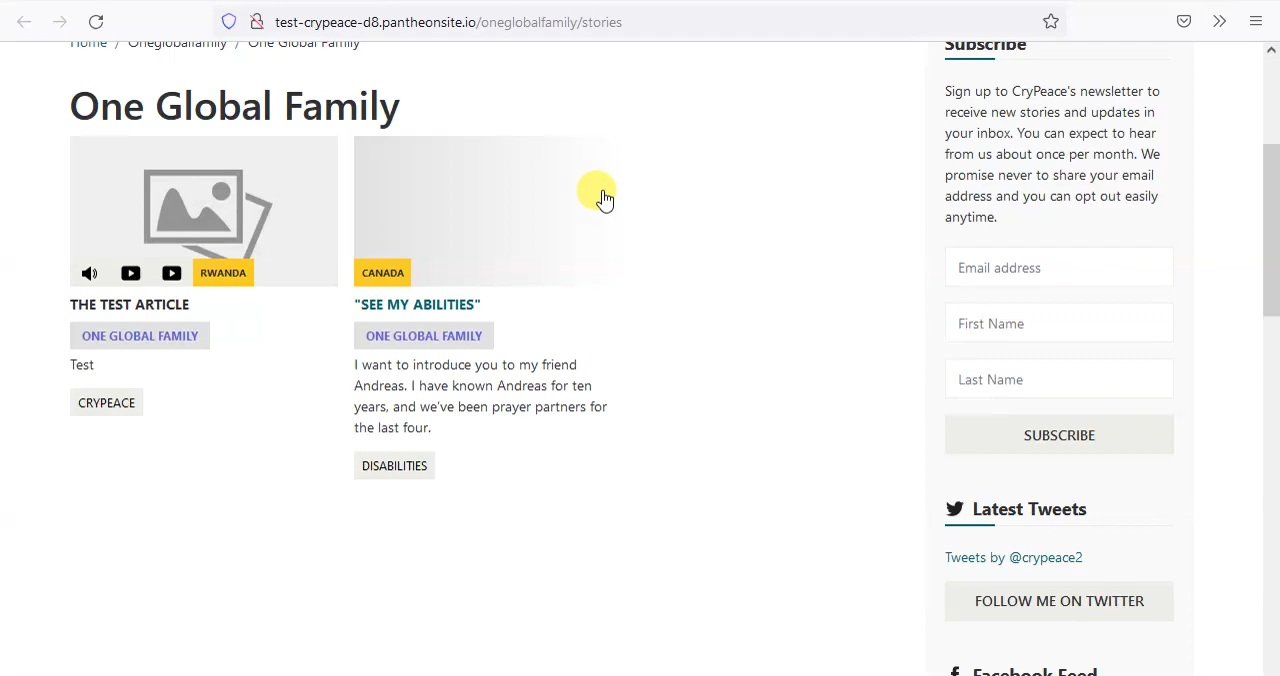 test-crypeace-d8.pantheonsite.io/oneglobalfamily/stories
Home / Oneglobalfamily / One Global Family
One Global Family
RWANDA
THE TEST ARTICLE
ONE GLOBAL FAMILY
Test
CRYPEACE
CANADA
"SEE MY ABILITIES"
ONE GLOBAL FAMILY
I want to introduce you to my friend
Andreas. I have known Andreas for ten
years, and we've been prayer partners for
the last four.
DISABILITIES
Subscribe
Sign up to CryPeace's newsletter to
receive new stories and updates in
your inbox. You can expect to hear
from us about once per month. We
promise never to share your email
address and you can opt out easily
anytime.
Email address
First Name
Last Name
SUBSCRIBE
Latest Tweets
Tweets by @crypeace2
FOLLOW ME ON TWITTER
Facebook Feed